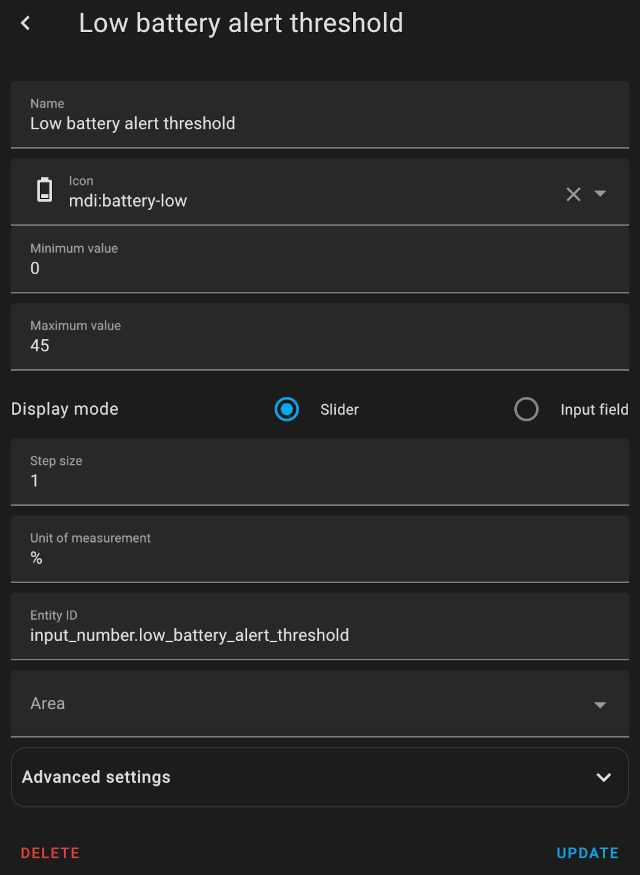 Low battery alert threshold
Name
Low battery alert threshold
Icon
mdi:battery-low
Minimum value
0
Maximum value
45
Display mode
Slider
Input field
Step size
1
Unit of measurement
%
Entity ID
input_number.low_battery_alert_threshold
Area
Advanced settings
DELETE
UPDATE